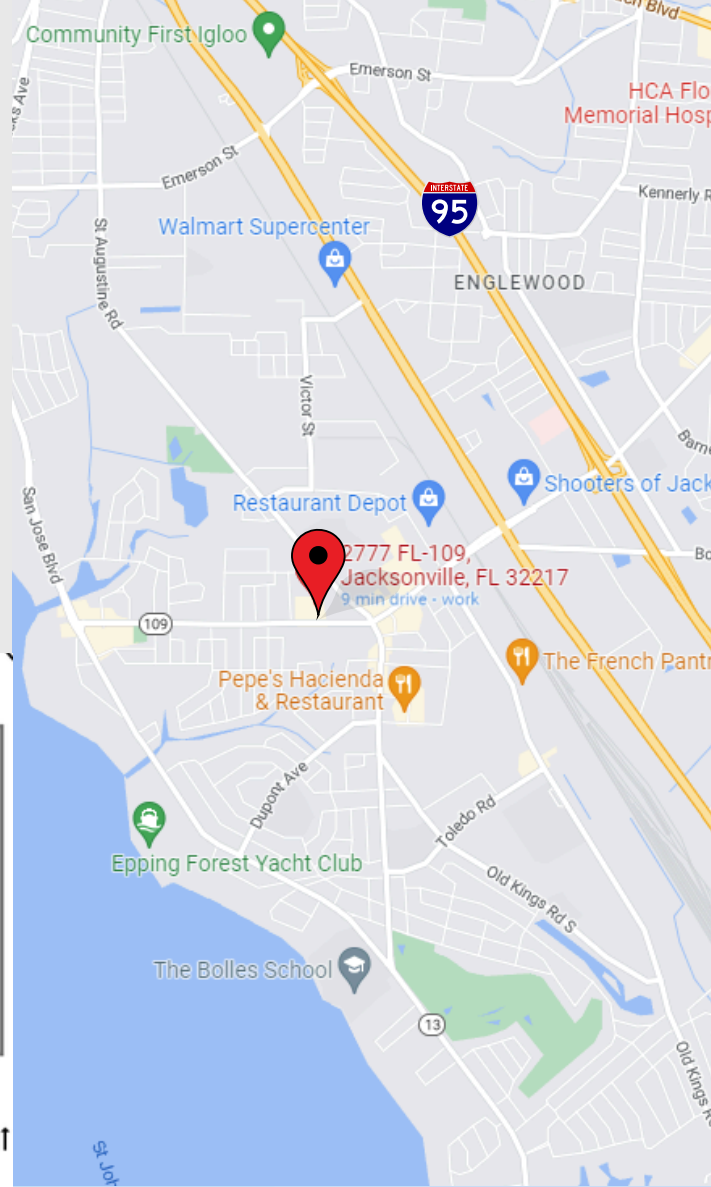 ch Blvd
Community First Igloo
Emerson St
HCA Flo
Memorial Hosp
Emerson St
INTERSTATE
95
Kennerly R
St Augustine Rd
Walmart Supercenter
ENGLEWOOD
Victor St
Barne
San Jose Blvd
Restaurant Depot
Shooters of Jack
2777 FL-109,
Jacksonville, FL 32217
9 min drive - work
Bo
109
Pepe's Hacienda
& Restaurant
The French Pantr
Dupont Ave
Toledo Rd
Epping Forest Yacht Club
Old Kings Rd S
The Bolles School
13
Old Kings R
St Joh